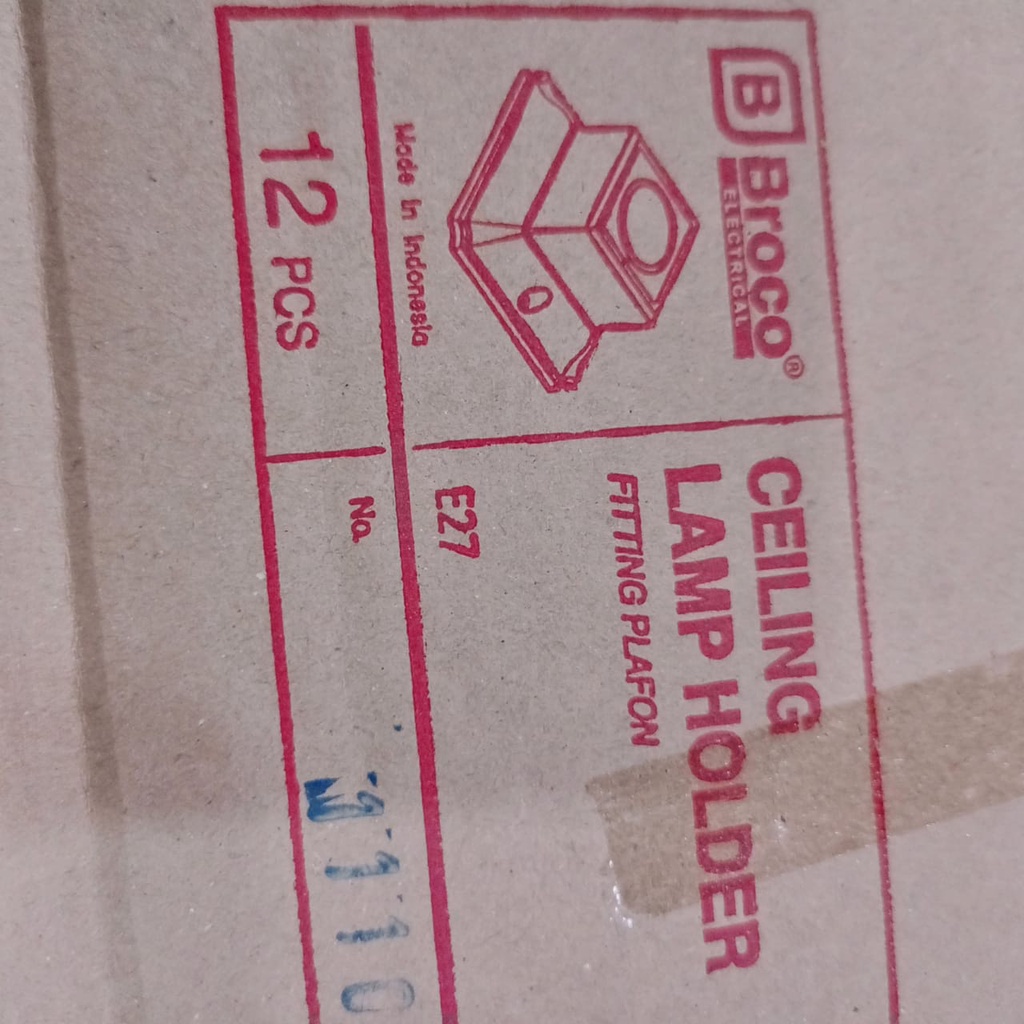 B
Broco®
ELECTRICAL
Made In Indonesia
CEILING
LAMP HOLDER
FITTING PLAFON
E27
12 PCS
No.